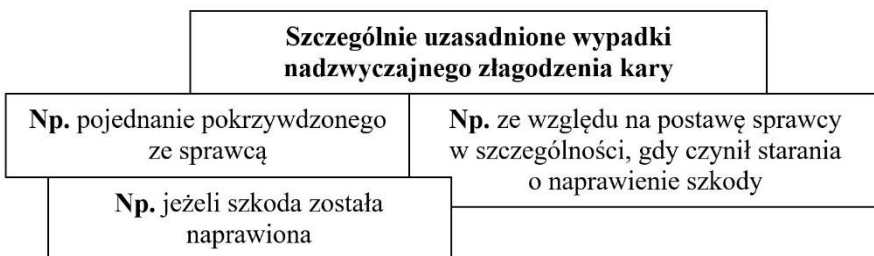 Szczególnie uzasadnione wypadki
nadzwyczajnego złagodzenia kary
Np. pojednanie pokrzywdzonego
ze sprawcą
Np. ze względu na postawę sprawcy
w szczególności, gdy czynił starania
o naprawienie szkody
Np. jeżeli szkoda została
naprawiona